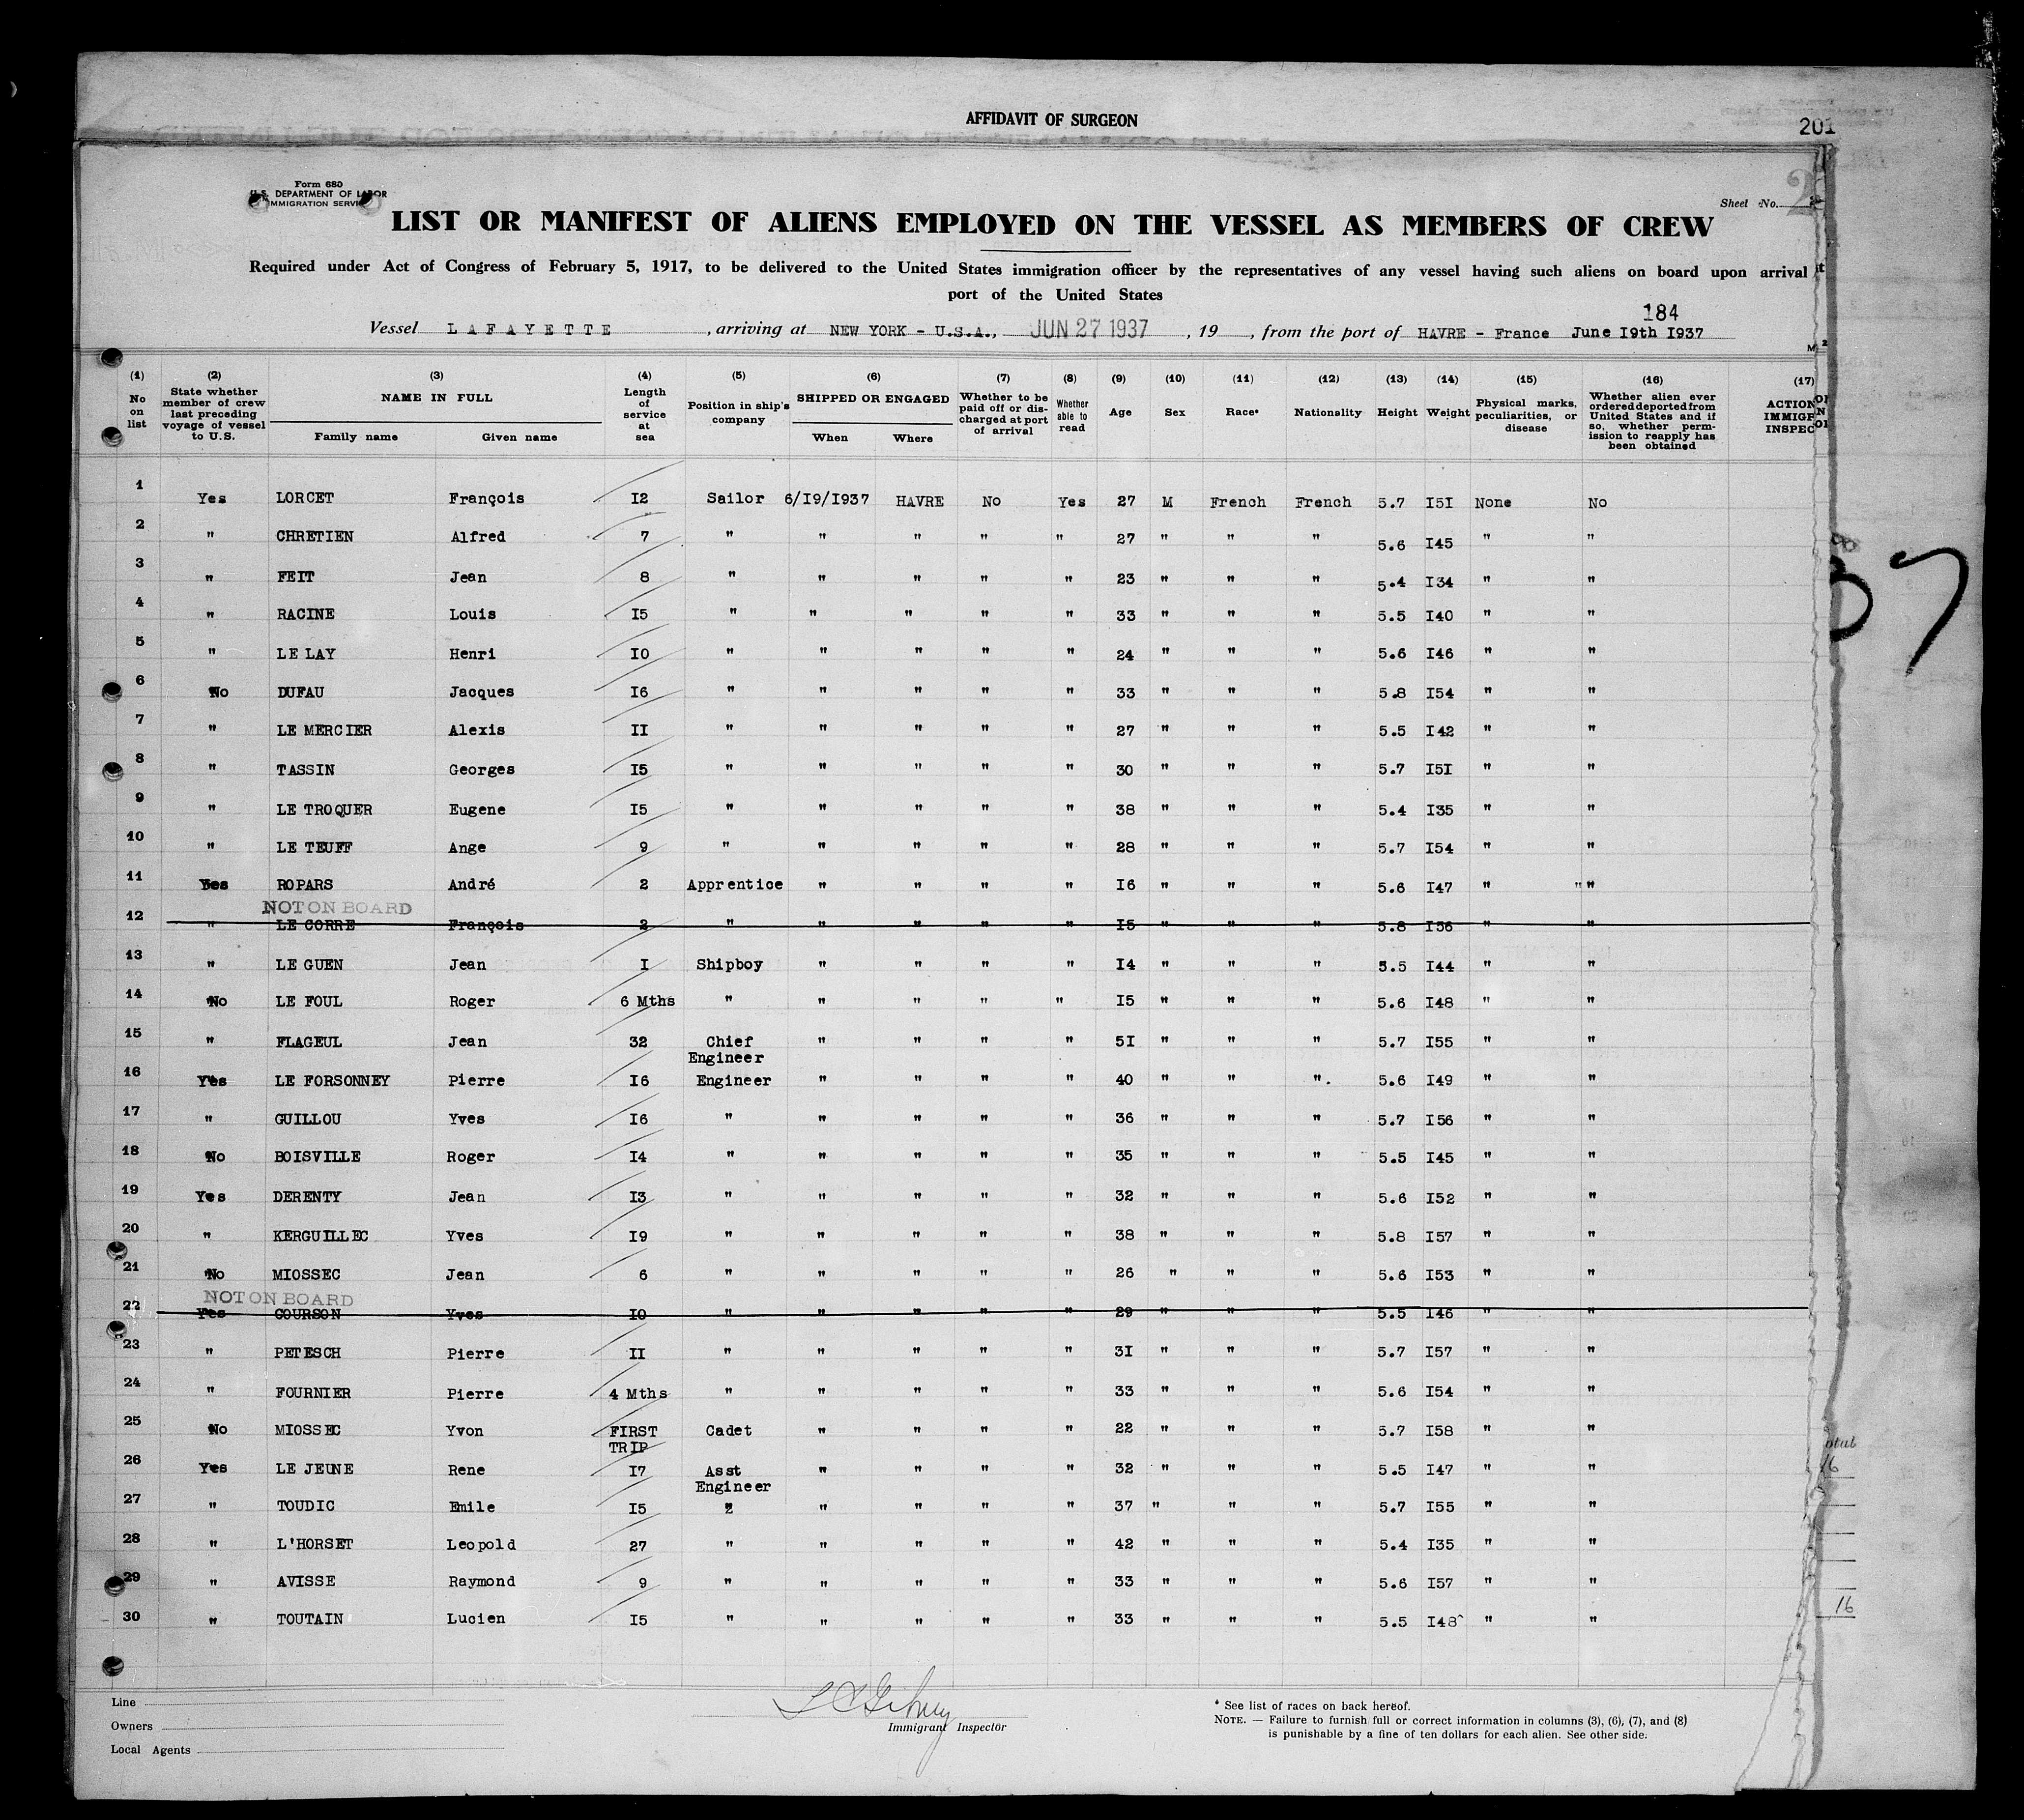 AFFIDAVIT OF SURGEON
201
Form 680
U.S. DEPARTMENT OF LABOR
IMMIGRATION SERVICE
Sheet No.
LIST OR MANIFEST OF ALIENS EMPLOYED ON THE VESSEL AS MEMBERS OF CREW
Required under Act of Congress of February 5, 1917, to be delivered to the United States immigration officer by the representatives of any vessel having such aliens on board upon arrival
port of the United States
184
Vessel LAFAYETTE , arriving at NEW YORK - U.S.A., JUN 27 1937 , 19 , from the port of HAVRE - France June I9th I937
(1) No on list (2) State whether member of crew last preceding voyage of vessel to U.S. (3) NAME IN FULL Family name Given name (4) Length of service at sea (5) Position in ship's company (6) SHIPPED OR ENGAGED When Where (7) Whether to be paid off or discharged at port of arrival (8) Whether able to read (9) Age (10) Sex (11) Race* (12) Nationality (13) Height (14) Weight (15) Physical marks, peculiarities, or disease (16) Whether alien ever ordered deported from United States and if so, whether permission to reapply has been obtained (17) ACTION IMMIGR INSPEC
1 Yes LORCET François I2 Sailor 6/I9/I937 HAVRE No Yes 27 M French French 5.7 I5I None No
2 " CHRETIEN Alfred 7 " " " " " 27 " " " 5.6 I45 " "
3 " FEIT Jean 8 " " " " " 23 " " " 5.4 I34 " "
4 " RACINE Louis I5 " " " " " 33 " " " 5.5 I40 " "
5 " LE LAY Henri IO " " " " " 24 " " " 5.6 I46 " "
6 No DUFAU Jacques I6 " " " " " 33 " " " 5.8 I54 " "
7 " LE MERCIER Alexis II " " " " " 27 " " " 5.5 I42 " "
8 " TASSIN Georges I5 " " " " " 30 " " " 5.7 I5I " "
9 " LE TROQUER Eugene I5 " " " " " 38 " " " 5.4 I35 " "
10 " LE TEUFF Ange 9 " " " " " 28 " " " 5.7 I54 " "
11 Yes ROPARS André 2 Apprentice " " " " I6 " " " 5.6 I47 " "
NOT ON BOARD
12 " LE CORRE François 2 " " " " " I5 " " " 5.8 I56 " "
13 " LE GUEN Jean I Shipboy " " " " I4 " " " 5.5 I44 " "
14 No LE FOUL Roger 6 Mths " " " " " I5 " " " 5.6 I48 " "
15 " FLAGEUL Jean 32 Chief Engineer " " " " 5I " " " 5.7 I55 " "
16 Yes LE FORSONNEY Pierre I6 Engineer " " " " 40 " " ". 5.6 I49 " "
17 " GUILLOU Yves I6 " " " " " 36 " " " 5.7 I56 " "
18 No BOISVILLE Roger I4 " " " " " 35 " " " 5.5 I45 " "
19 Yes DERENTY Jean I3 " " " " " 32 " " " 5.6 I52 " "
20 " KERGUILLEC Yves I9 " " " " " 38 " " " 5.8 I57 " "
21 No MIOSSEC Jean 6 " " " " " 26 " " " 5.6 I53 " "
NOT ON BOARD
22 Yes COURSON Yves IO " " " " " 29 " " " 5.5 I46 " "
23 " PETESCH Pierre II " " " " " 3I " " " 5.7 I57 " "
24 " FOURNIER Pierre 4 Mths " " " " " 33 " " " 5.6 I54 " "
25 No MIOSSEC Yvon FIRST TRIP Cadet " " " " 22 " " " 5.7 I58 " "
26 Yes LE JEUNE Rene I7 Asst Engineer " " " " 32 " " " 5.5 I47 " "
27 " TOUDIC Emile I5 " " " " " 37 " " " 5.7 I55 " "
28 " L'HORSET Leopold 27 " " " " " 42 " " " 5.4 I35 " "
29 " AVISSE Raymond 9 " " " " " 33 " " " 5.6 I57 " "
30 " TOUTAIN Lucien I5 " " " " " 33 " " " 5.5 I48 " "
16
16
Line
Owners
Local Agents
Immigrant Inspector
* See list of races on back hereof.
NOTE. — Failure to furnish full or correct information in columns (3), (6), (7), and (8)
is punishable by a fine of ten dollars for each alien. See other side.